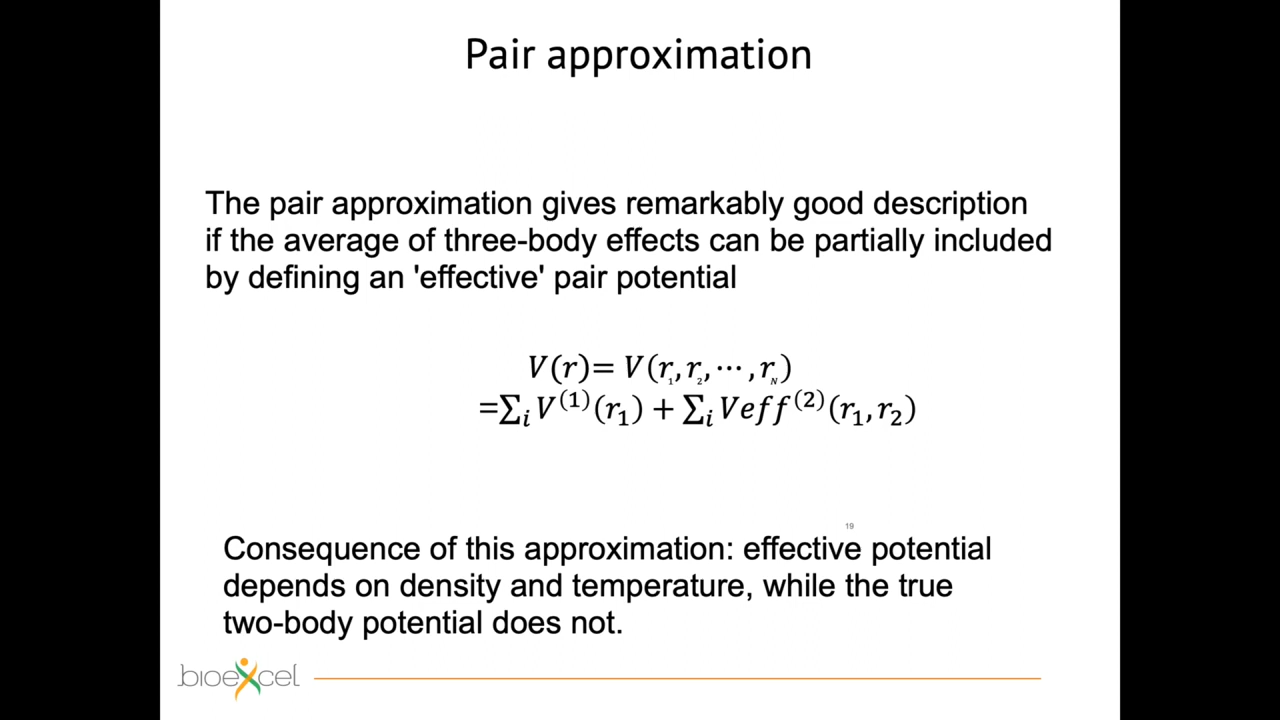 Pair approximation
The pair approximation gives remarkably good description
if the average of three-body effects can be partially included
by defining an 'effective' pair potential
V(r)= V(r₁,r₂,⋯,r_N)
=∑ᵢ V⁽¹⁾(r₁) + ∑ᵢ Veff⁽²⁾(r₁,r₂)
19
Consequence of this approximation: effective potential
depends on density and temperature, while the true
two-body potential does not.
bioexcel